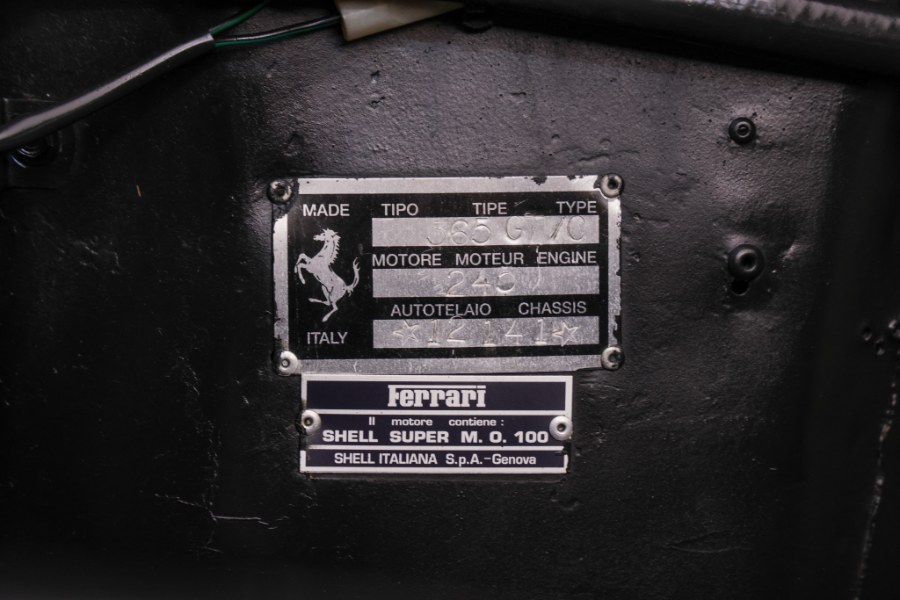 MADE TIPO TIPE TYPE
365 GT/C
MOTORE MOTEUR ENGINE
AUTOTELAIO CHASSIS
☆12141☆
ITALY
Ferrari
Il motore contiene :
SHELL SUPER M. O. 100
SHELL ITALIANA S.p.A.-Genova